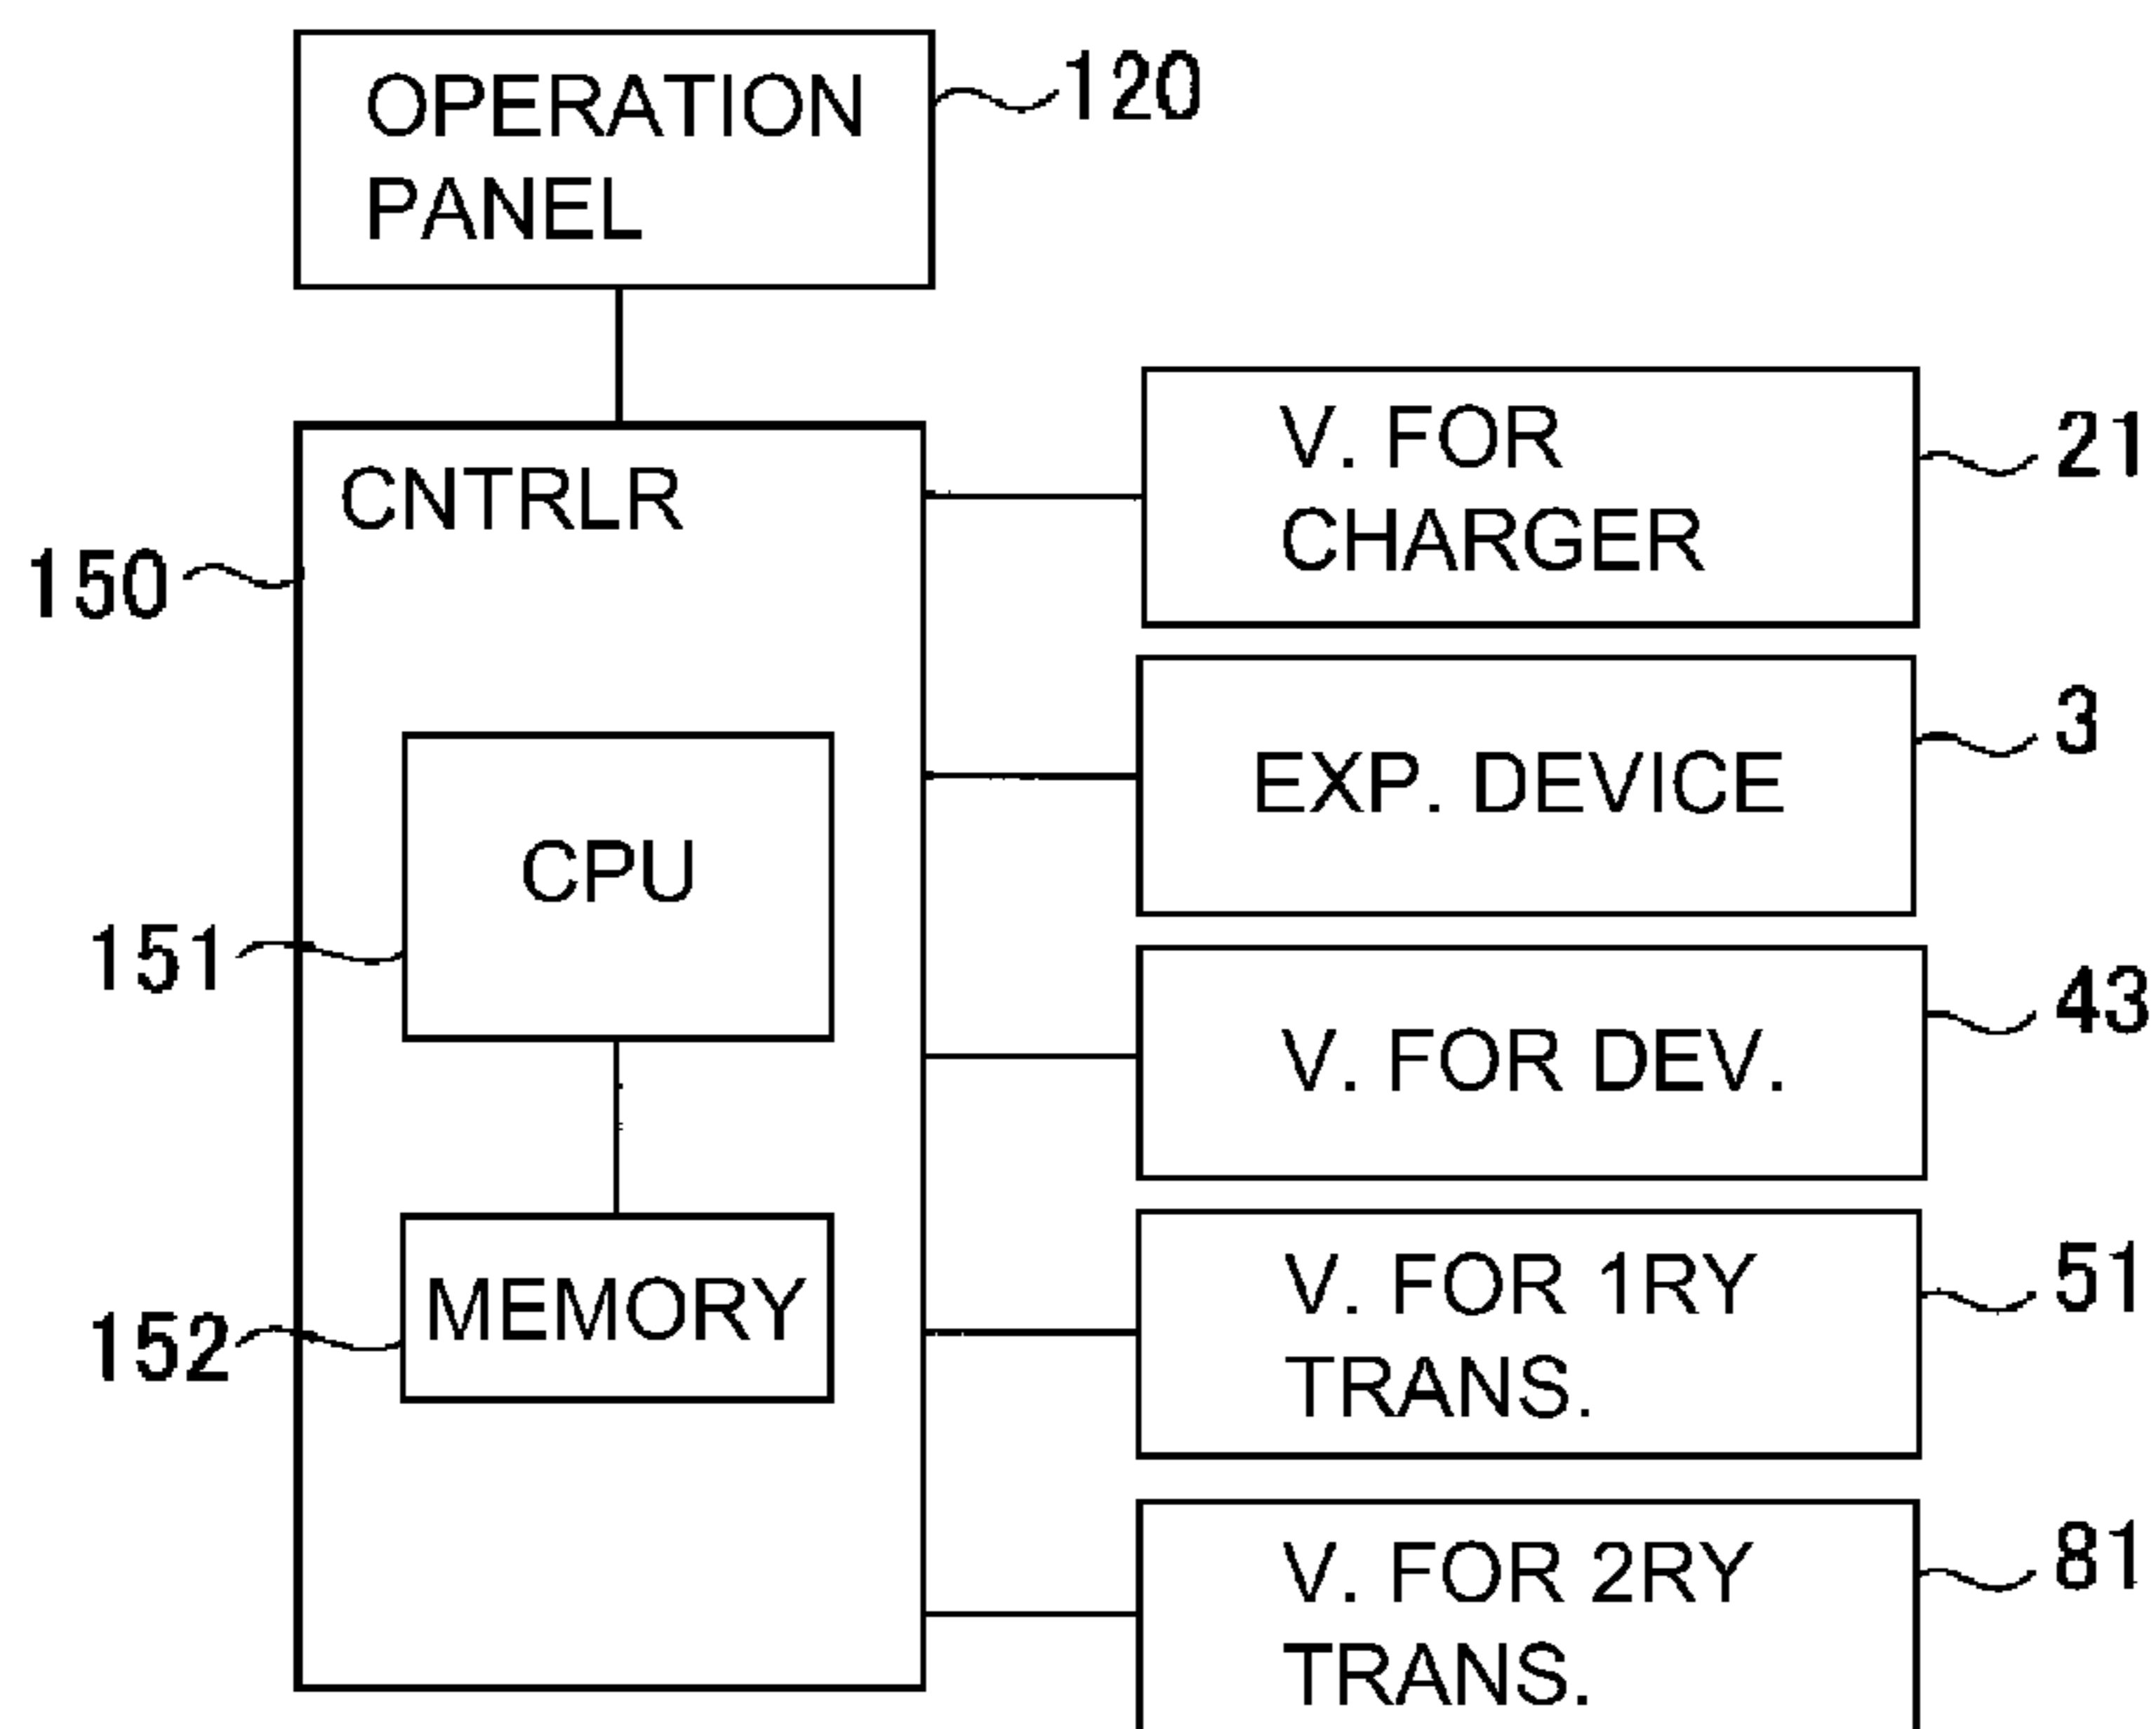 OPERATION
PANEL
120
V. FOR
CHARGER
21
CNTRLR
150
EXP. DEVICE
3
CPU
151
V. FOR DEV.
43
MEMORY
152
V. FOR 1RY
TRANS.
51
V. FOR 2RY
TRANS.
81